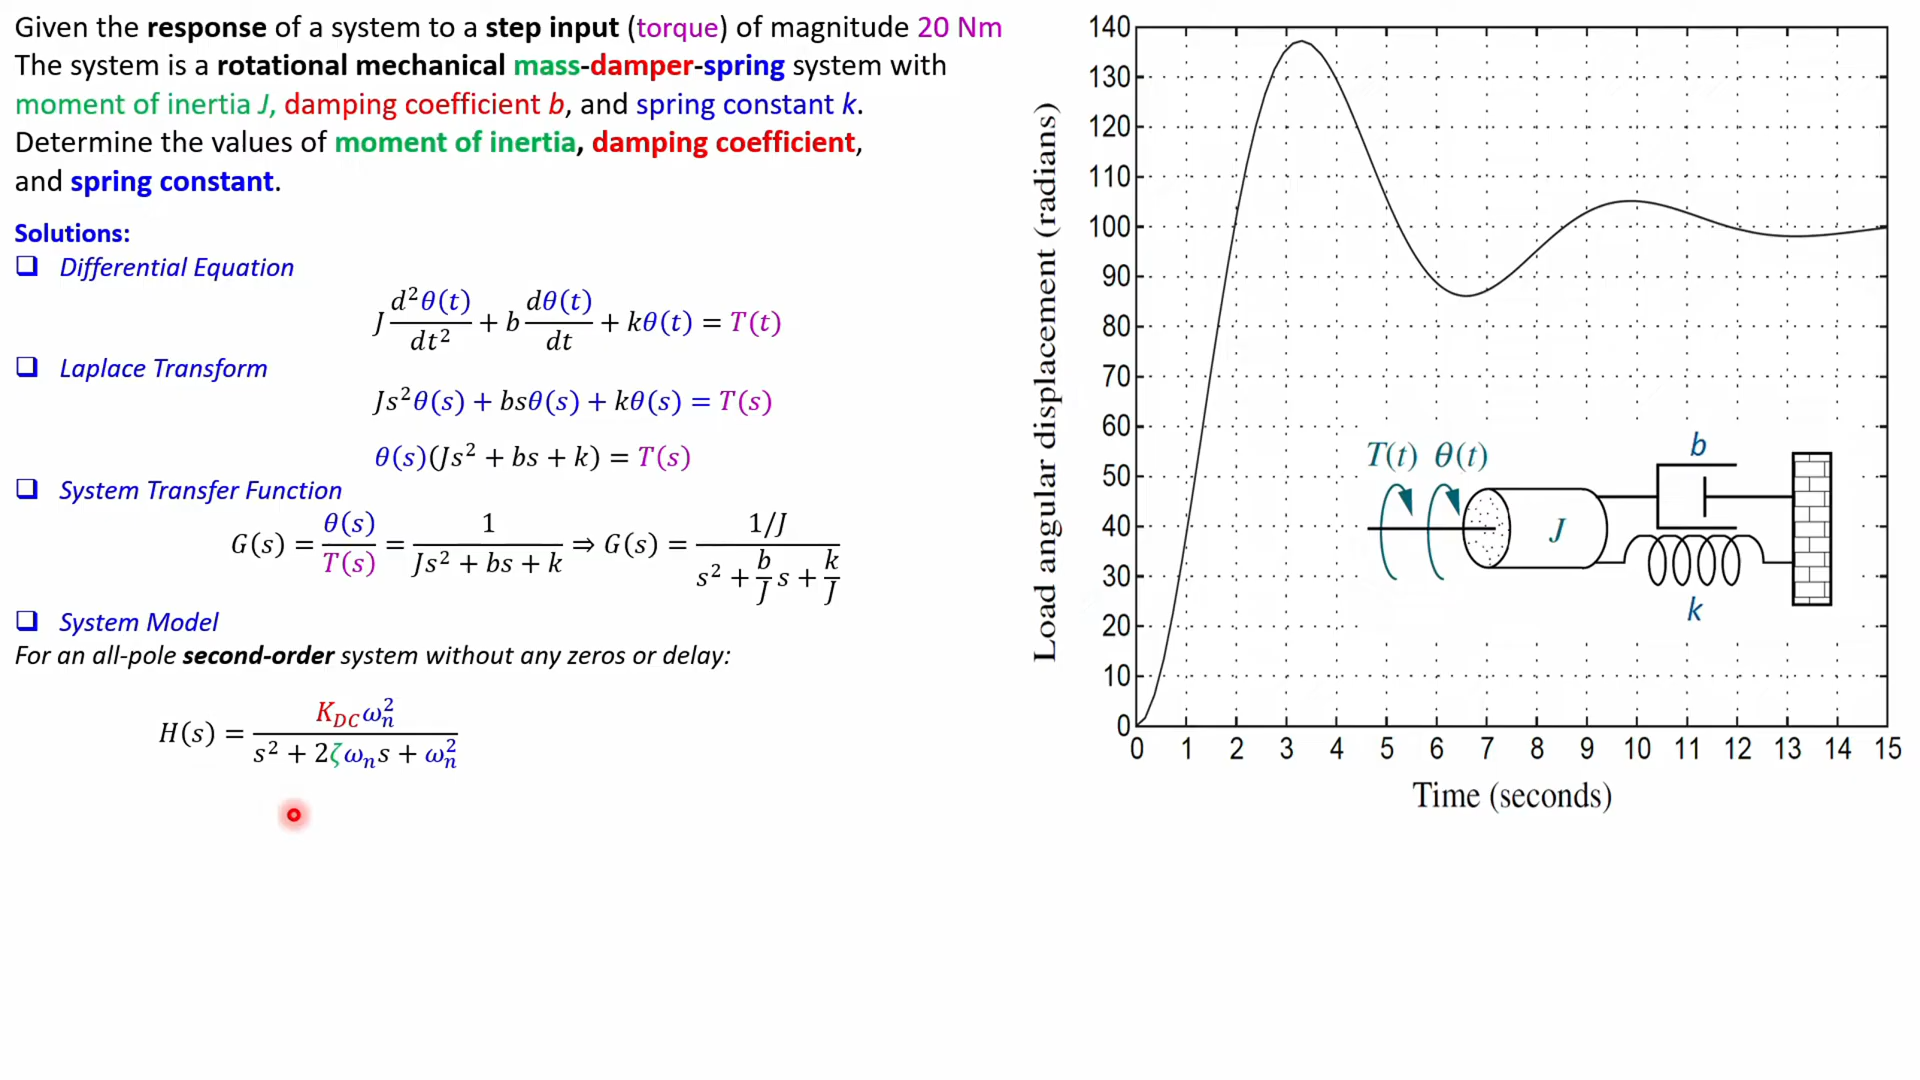 Given the response of a system to a step input (torque) of magnitude 20 Nm
The system is a rotational mechanical mass-damper-spring system with
moment of inertia J, damping coefficient b, and spring constant k.
Determine the values of moment of inertia, damping coefficient,
and spring constant.
Solutions:
❑ Differential Equation
J d²θ(t)/dt² + b dθ(t)/dt + kθ(t) = T(t)
❑ Laplace Transform
Js²θ(s) + bsθ(s) + kθ(s) = T(s)
θ(s)(Js² + bs + k) = T(s)
❑ System Transfer Function
G(s) = θ(s)/T(s) = 1/(Js² + bs + k) ⇒ G(s) = (1/J)/(s² + (b/J)s + k/J)
❑ System Model
For an all-pole second-order system without any zeros or delay:
H(s) = K_DC ω_n²/(s² + 2ζω_n s + ω_n²)
Load angular displacement (radians)
140
130
120
110
100
90
80
70
60
50
40
30
20
10
0
T(t) θ(t)
b
J
k
0 1 2 3 4 5 6 7 8 9 10 11 12 13 14 15
Time (seconds)